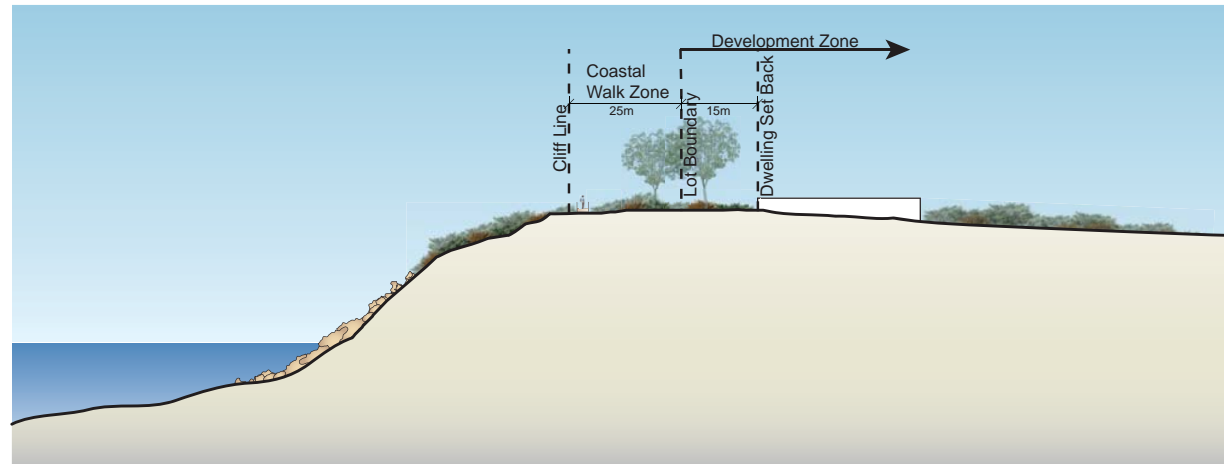 Development Zone
Coastal
Walk Zone
25m
15m
Cliff Line
Lot Boundary
Dwelling Set Back